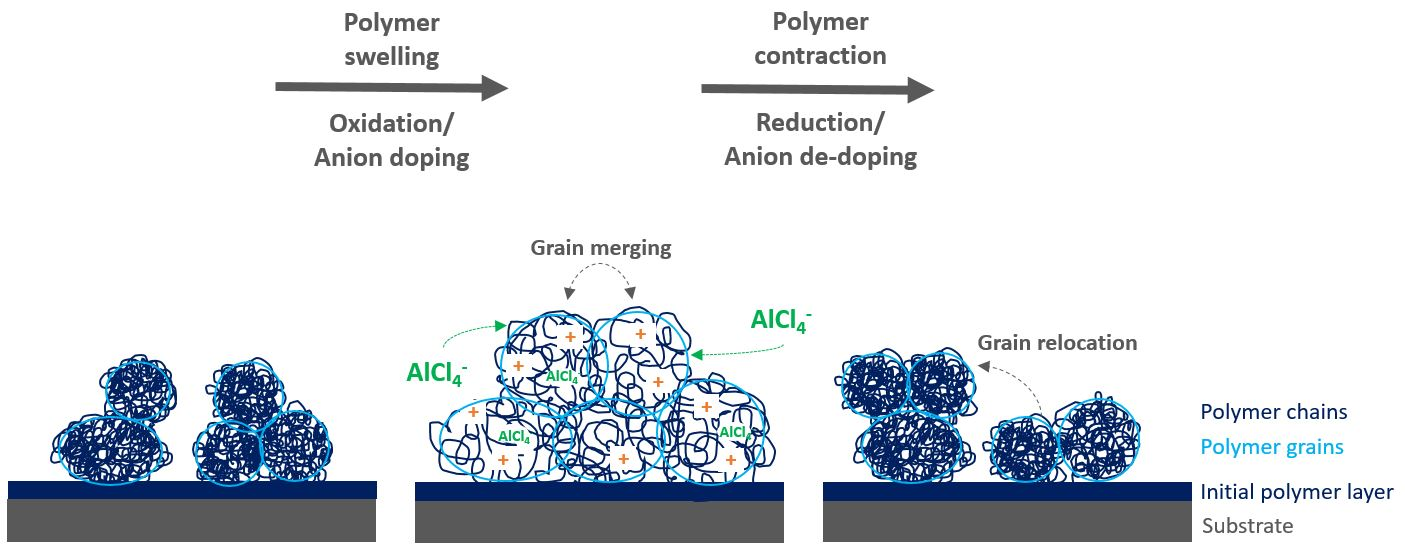 Polymer
swelling
Oxidation/
Anion doping
Polymer
contraction
Reduction/
Anion de-doping
Grain merging
AlCl₄⁻
AlCl₄⁻
Grain relocation
+
+
+
+
AlCl₄
+
+
AlCl₄
AlCl₄
+
+
+
Polymer chains
Polymer grains
Initial polymer layer
Substrate